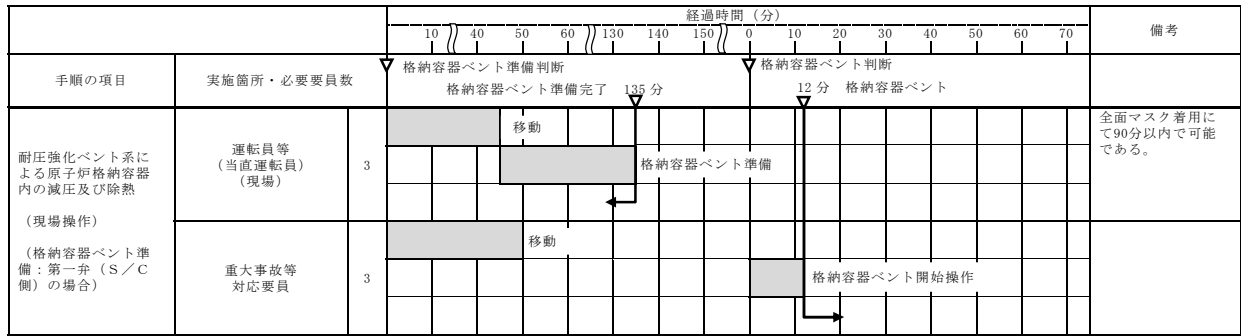 経過時間（分）
備考
10 40 50 60 130 140 150 0 10 20 30 40 50 60 70
手順の項目
実施箇所・必要要員数
格納容器ベント準備判断
格納容器ベント判断
格納容器ベント準備完了 135分
12分 格納容器ベント
耐圧強化ベント系に
よる原子炉格納容器
内の減圧及び除熱
（現場操作）
（格納容器ベント準
備：第一弁（Ｓ／Ｃ
側）の場合）
運転員等
（当直運転員）
（現場）
3
移動
格納容器ベント準備
全面マスク着用に
て90分以内で可能
である。
重大事故等
対応要員
3
移動
格納容器ベント開始操作